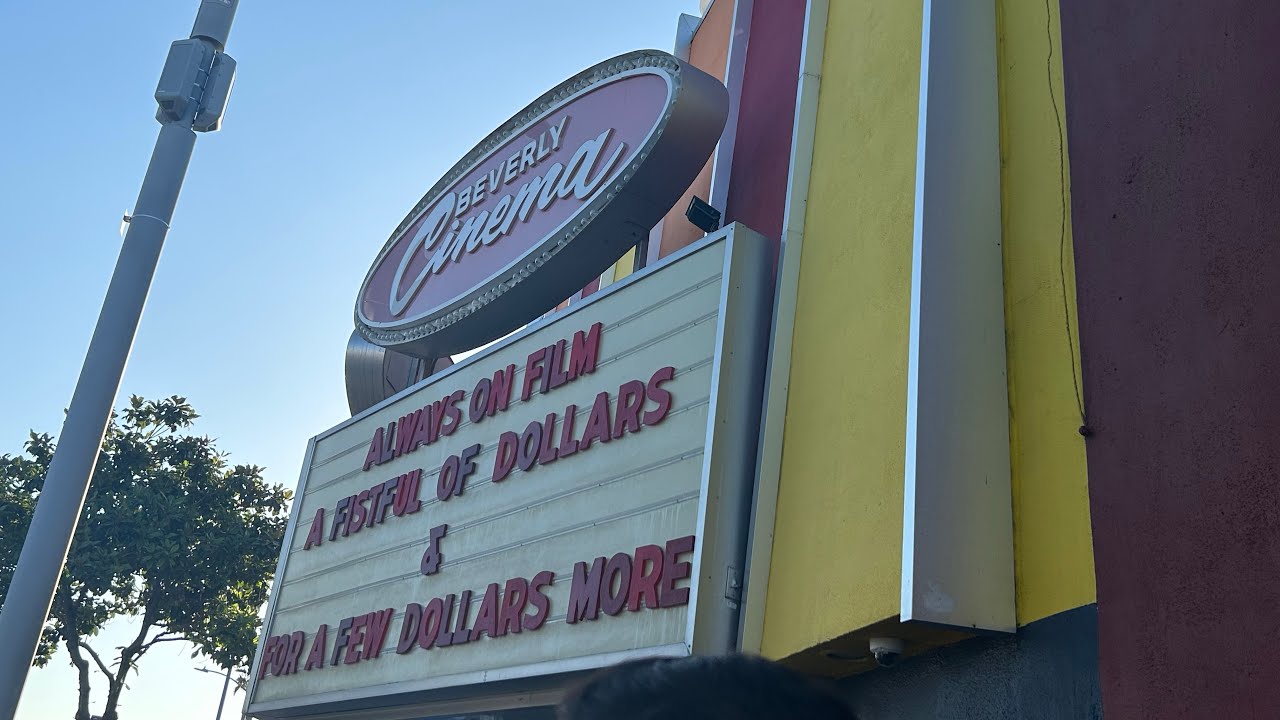 BEVERLY
Cinema
ALWAYS ON FILM
A FISTFUL OF DOLLARS
&
FOR A FEW DOLLARS MORE